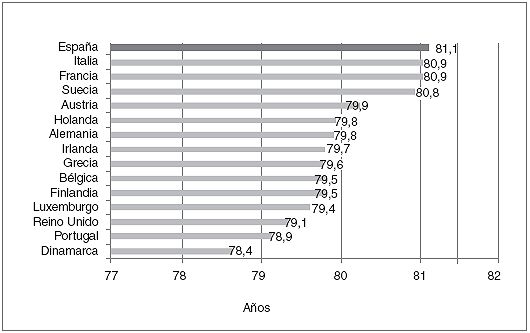 España 81,1
Italia 80,9
Francia 80,9
Suecia 80,8
Austria 79,9
Holanda 79,8
Alemania 79,8
Irlanda 79,7
Grecia 79,6
Bélgica 79,5
Finlandia 79,5
Luxemburgo 79,4
Reino Unido 79,1
Portugal 78,9
Dinamarca 78,4
77 78 79 80 81 82
Años